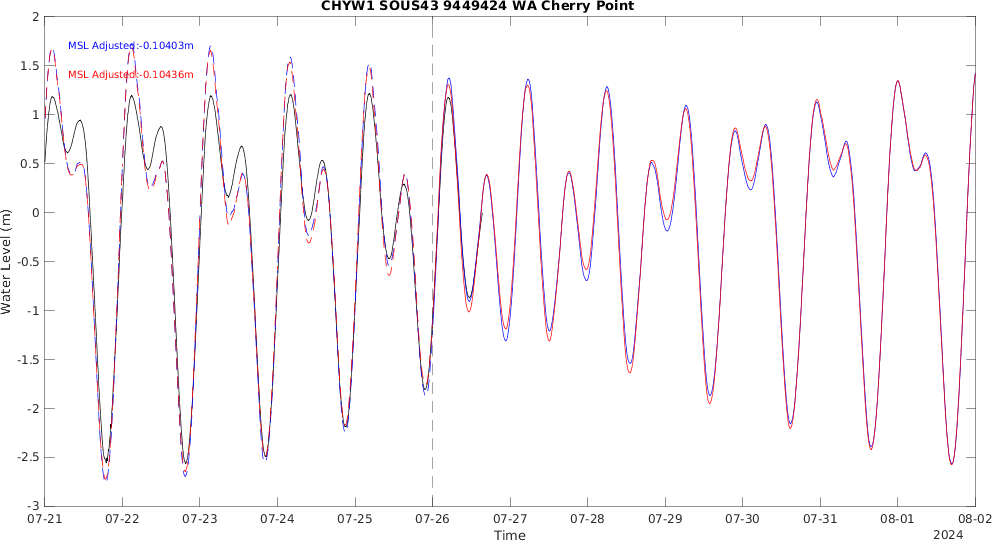 CHYW1 SOUS43 9449424 WA Cherry Point
MSL Adjusted:-0.10403m
MSL Adjusted:-0.10436m
Water Level (m)
2
1.5
1
0.5
0
-0.5
-1
-1.5
-2
-2.5
-3
07-21 07-22 07-23 07-24 07-25 07-26 07-27 07-28 07-29 07-30 07-31 08-01 08-02
Time
2024